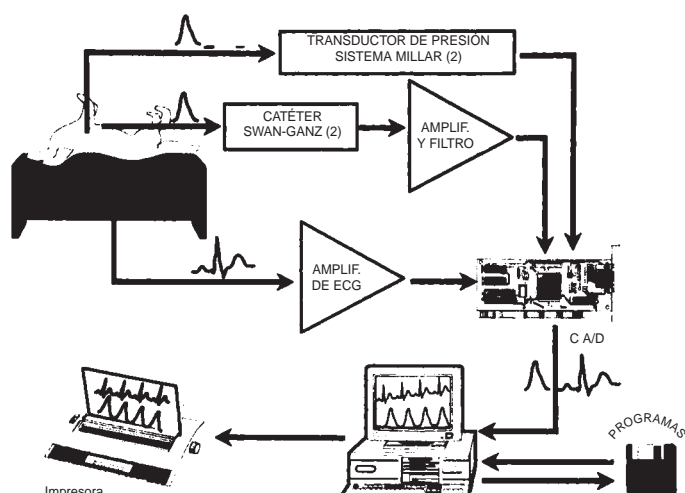 TRANSDUCTOR DE PRESIÓN
SISTEMA MILLAR (2)
CATÉTER
SWAN-GANZ (2)
AMPLIF.
Y FILTRO
AMPLIF.
DE ECG
C A/D
PROGRAMAS
Impresora